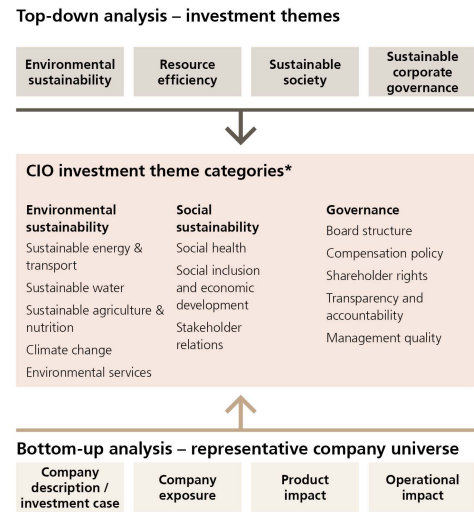 Top-down analysis – investment themes
Environmental
sustainability
Resource
efficiency
Sustainable
society
Sustainable
corporate
governance
CIO investment theme categories*
Environmental
sustainability
Sustainable energy &
transport
Sustainable water
Sustainable agriculture &
nutrition
Climate change
Environmental services
Social
sustainability
Social health
Social inclusion
and economic
development
Stakeholder
relations
Governance
Board structure
Compensation policy
Shareholder rights
Transparency and
accountability
Management quality
Bottom-up analysis – representative company universe
Company
description /
investment case
Company
exposure
Product
impact
Operational
impact